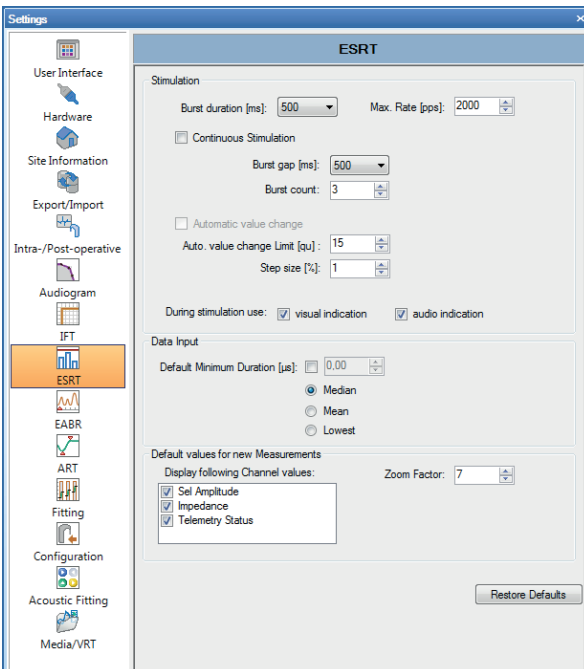 Settings
User Interface
Hardware
Site Information
Export/Import
Intra-/Post-operative
Audiogram
IFT
ESRT
EABR
ART
Fitting
Configuration
Acoustic Fitting
Media/VRT
ESRT
Stimulation
Burst duration [ms]: 500 Max. Rate [pps]: 2000
Continuous Stimulation
Burst gap [ms]: 500
Burst count: 3
Automatic value change
Auto. value change Limit [qu] : 15
Step size [%]: 1
During stimulation use: visual indication audio indication
Data Input
Default Minimum Duration [µs]: 0,00
Median
Mean
Lowest
Default values for new Measurements
Display following Channel values: Zoom Factor: 7
Sel Amplitude
Impedance
Telemetry Status
Restore Defaults